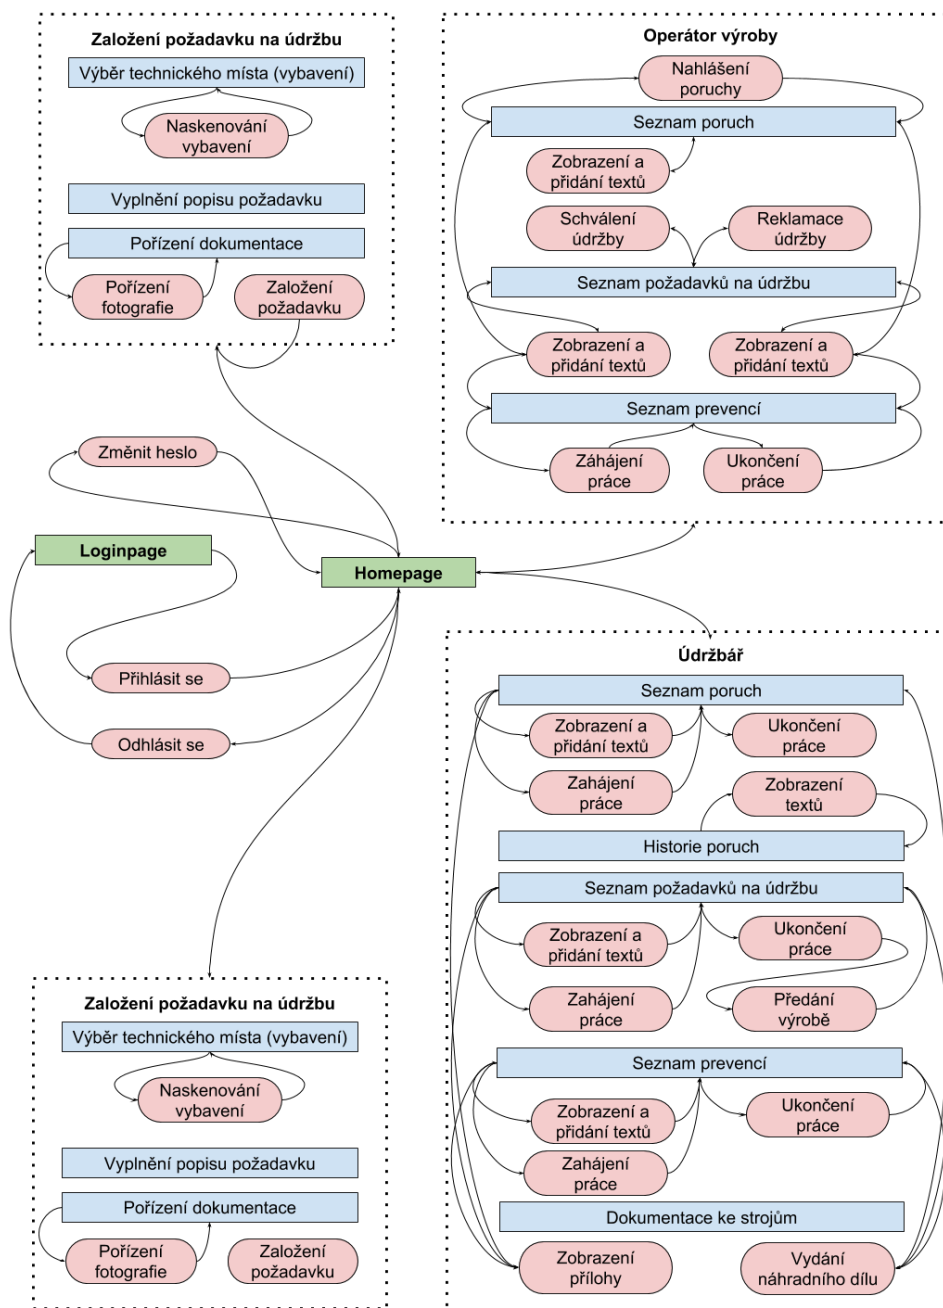 Založení požadavku na údržbu
Výběr technického místa (vybavení)
Naskenování
vybavení
Vyplnění popisu požadavku
Pořízení dokumentace
Pořízení
fotografie
Založení
požadavku
Operátor výroby
Nahlášení
poruchy
Seznam poruch
Zobrazení a
přidání textů
Schválení
údržby
Reklamace
údržby
Seznam požadavků na údržbu
Zobrazení a
přidání textů
Zobrazení a
přidání textů
Seznam prevencí
Záhájení
práce
Ukončení
práce
Změnit heslo
Loginpage
Homepage
Přihlásit se
Odhlásit se
Údržbář
Seznam poruch
Zobrazení a
přidání textů
Ukončení
práce
Zahájení
práce
Zobrazení
textů
Historie poruch
Seznam požadavků na údržbu
Zobrazení a
přidání textů
Ukončení
práce
Zahájení
práce
Předání
výrobě
Seznam prevencí
Zobrazení a
přidání textů
Ukončení
práce
Zahájení
práce
Dokumentace ke strojům
Zobrazení
přílohy
Vydání
náhradního dílu
Založení požadavku na údržbu
Výběr technického místa (vybavení)
Naskenování
vybavení
Vyplnění popisu požadavku
Pořízení dokumentace
Pořízení
fotografie
Založení
požadavku